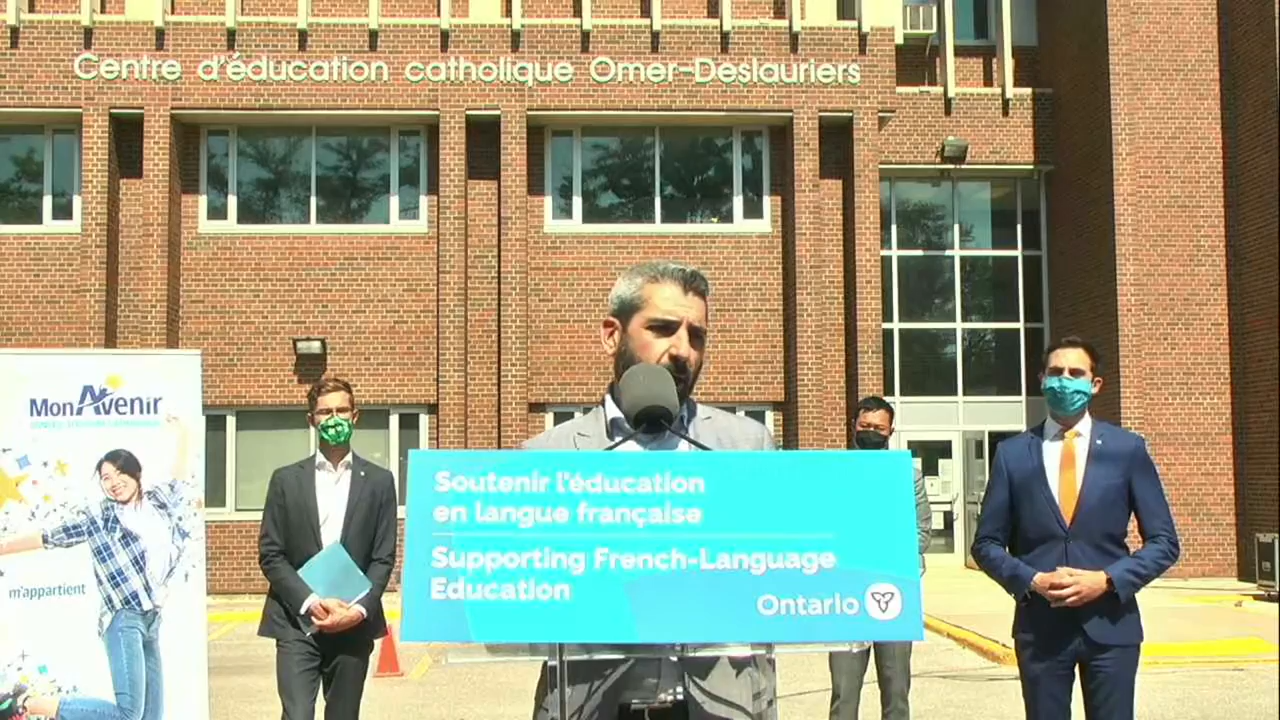 Centre d'éducation catholique Omer-Deslauriers
MonAvenir
m'appartient
Soutenir l'éducation
en langue française
Supporting French-Language
Education
Ontario